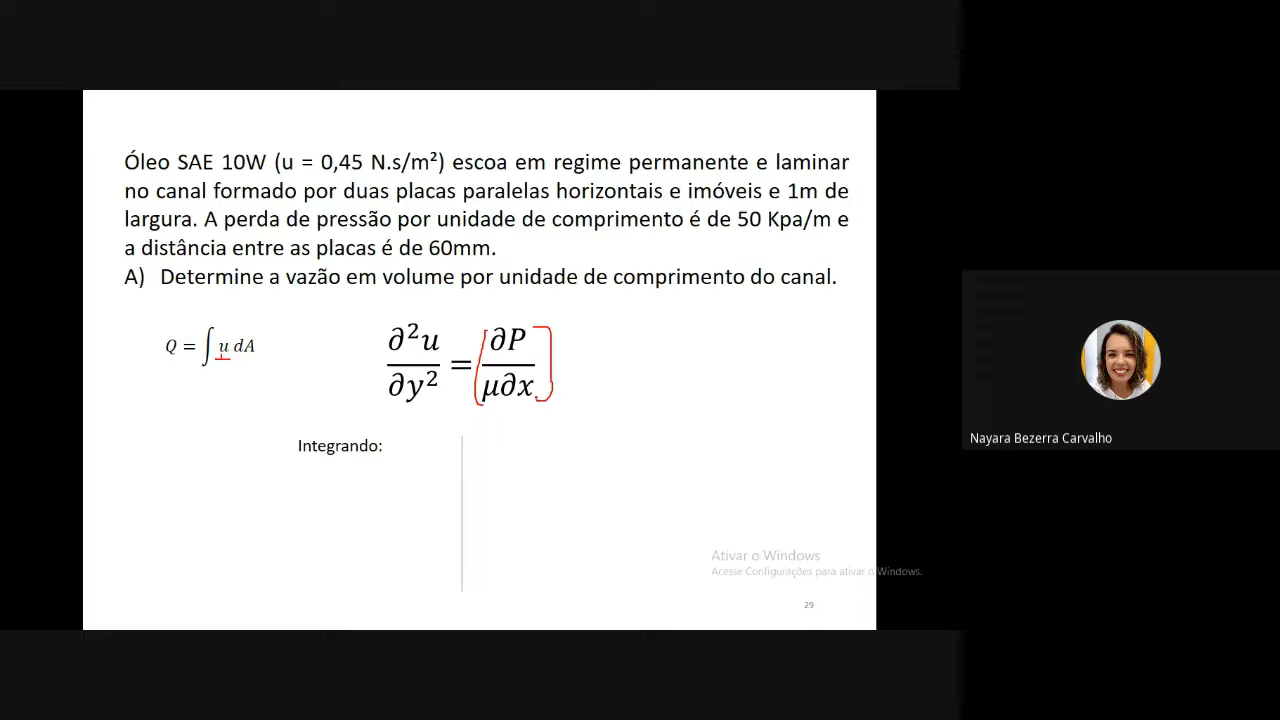 Óleo SAE 10W (u = 0,45 N.s/m²) escoa em regime permanente e laminar
no canal formado por duas placas paralelas horizontais e imóveis e 1m de
largura. A perda de pressão por unidade de comprimento é de 50 Kpa/m e
a distância entre as placas é de 60mm.
A) Determine a vazão em volume por unidade de comprimento do canal.
Q = ∫ u dA
∂²u/∂y² = ∂P/μ∂x
Integrando:
Nayara Bezerra Carvalho
Ativar o Windows
Acesse Configurações para ativar o Windows.
29